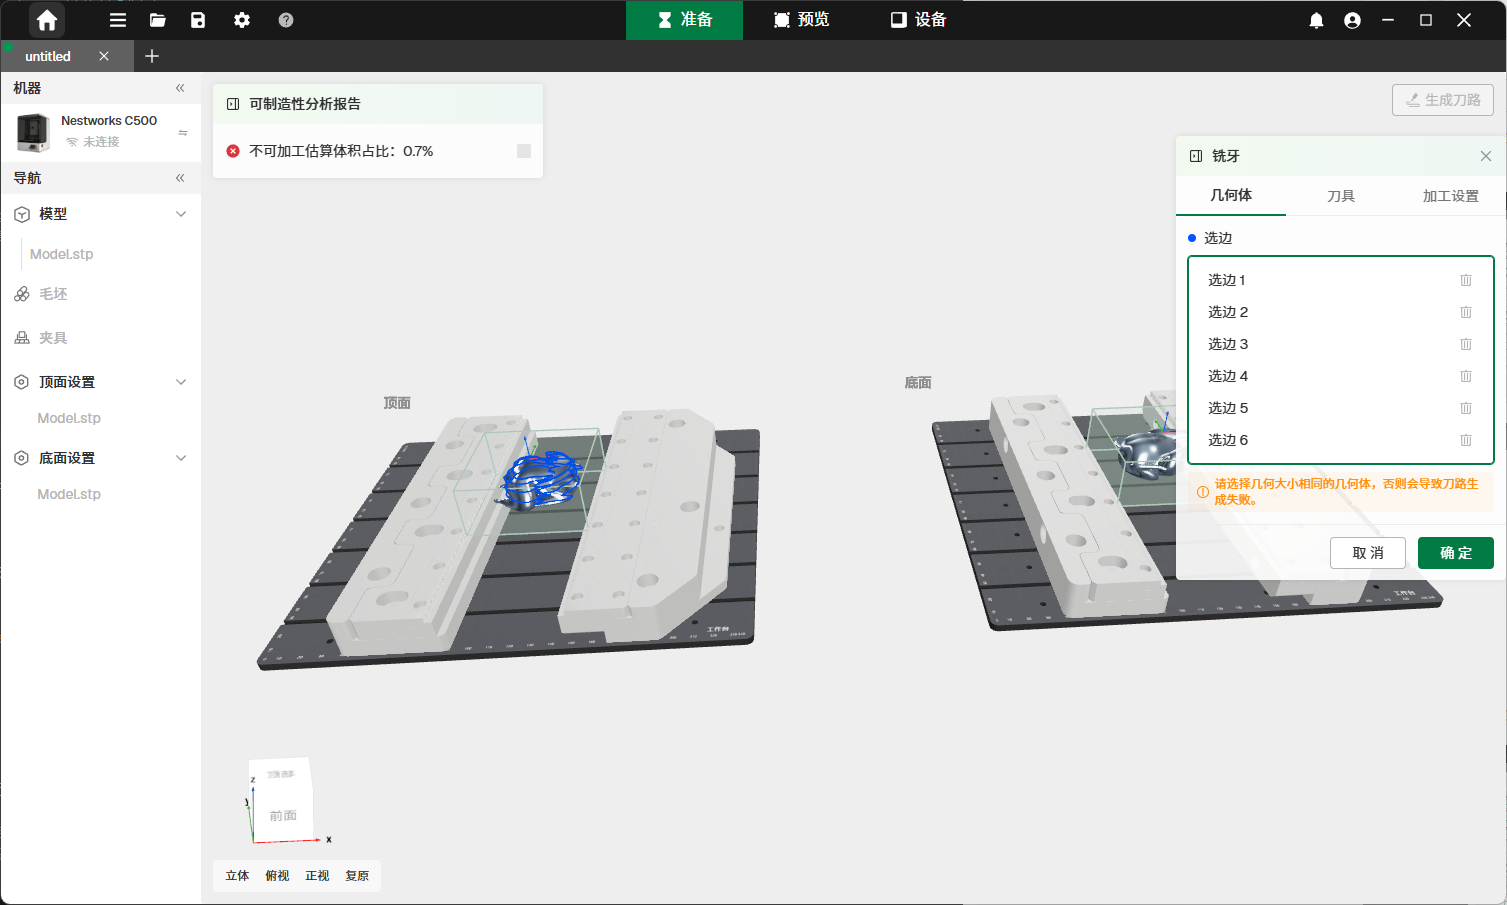 准备
预览
设备
untitled
机器
Nestworks C500
未连接
导航
模型
Model.stp
毛坯
夹具
顶面设置
Model.stp
底面设置
Model.stp
可制造性分析报告
不可加工估算体积占比：0.7%
生成刀路
铣牙
几何体
刀具
加工设置
选边
选边 1
选边 2
选边 3
选边 4
选边 5
选边 6
请选择几何大小相同的几何体，否则会导致刀路生
成失败。
取 消
确 定
顶面
底面
工作台
工作台
z
y
x
前面
立体
俯视
正视
复原